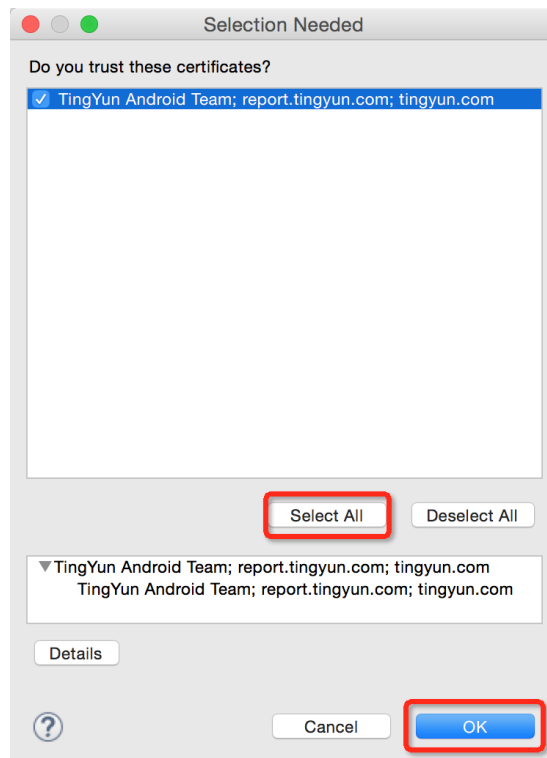 Selection Needed
Do you trust these certificates?
TingYun Android Team; report.tingyun.com; tingyun.com
Select All
Deselect All
TingYun Android Team; report.tingyun.com; tingyun.com
TingYun Android Team; report.tingyun.com; tingyun.com
Details
?
Cancel
OK